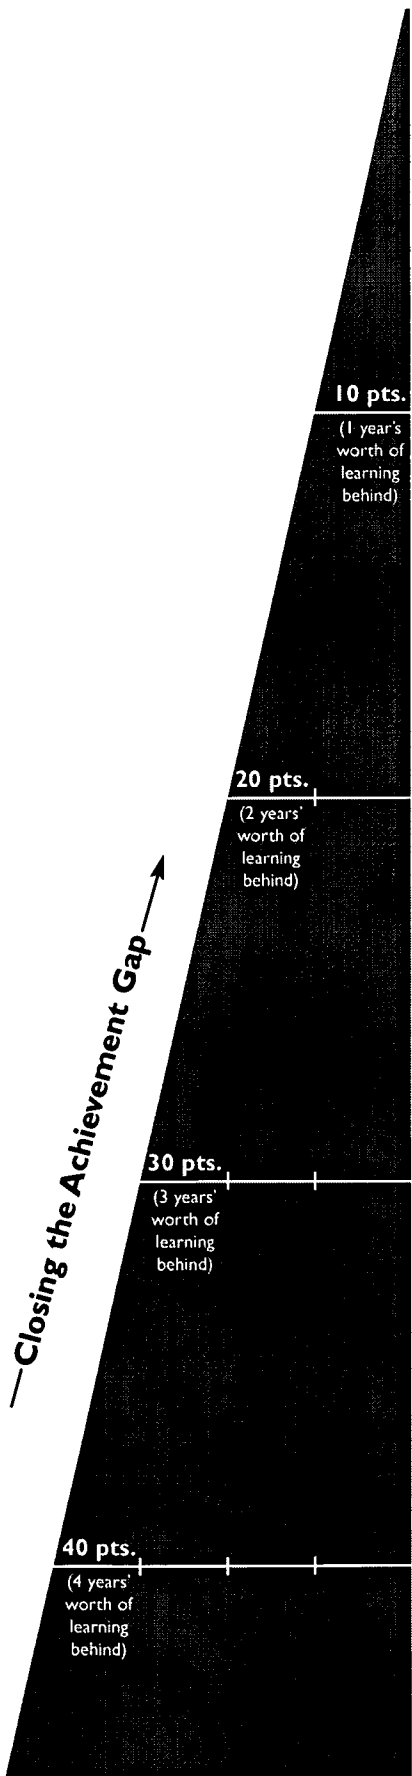 10 pts.
(1 year's
worth of
learning
behind)
20 pts.
(2 years'
worth of
learning
behind)
Closing the Achievement Gap
30 pts.
(3 years'
worth of
learning
behind)
40 pts.
(4 years'
worth of
learning
behind)